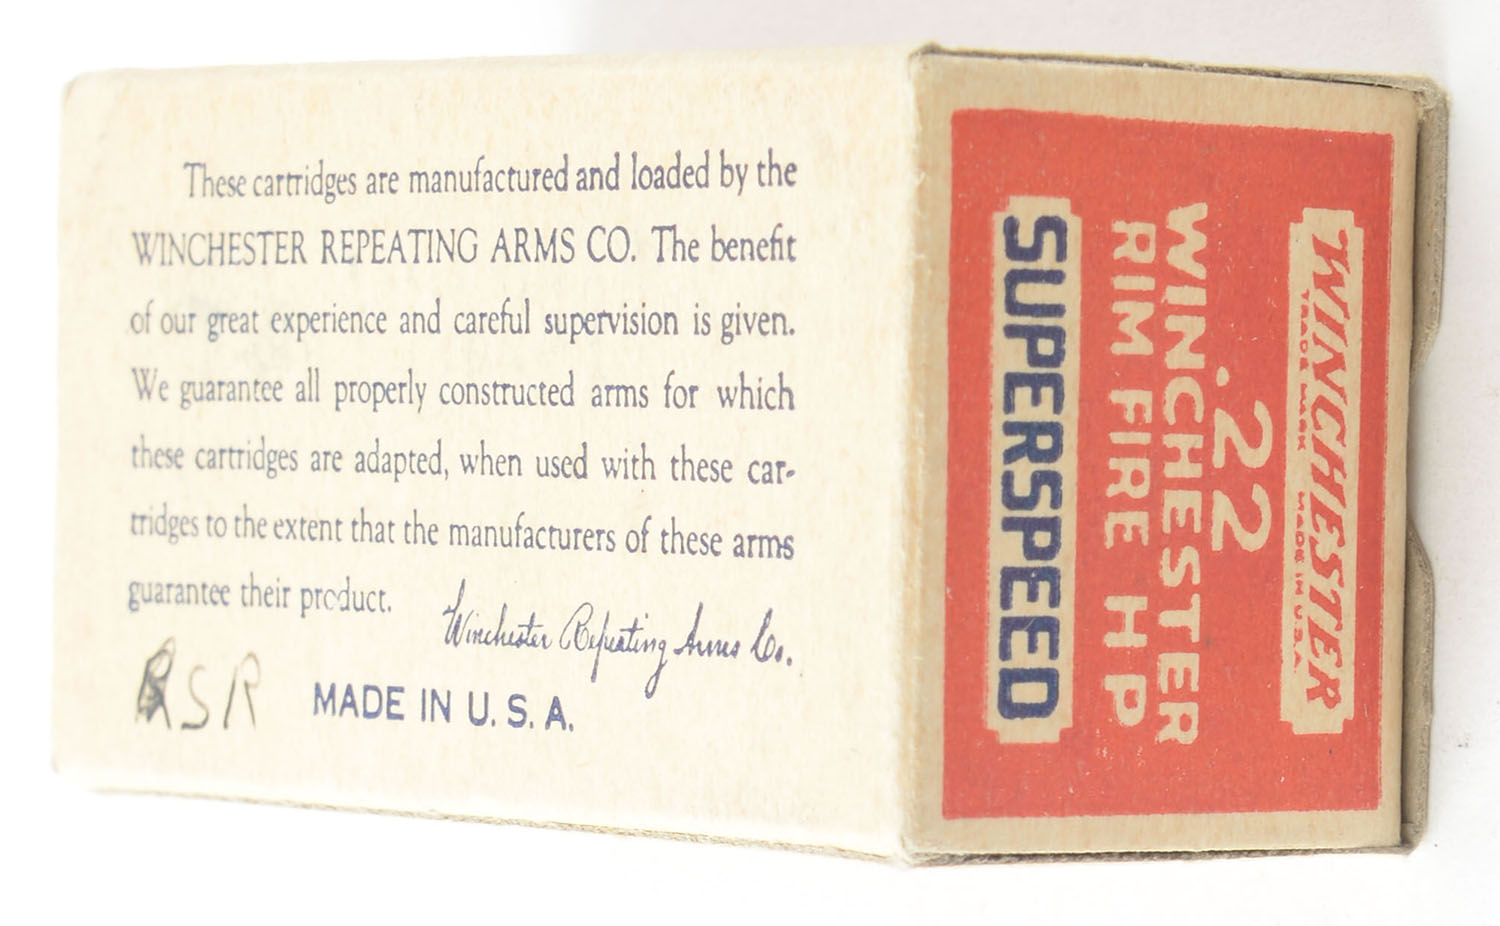 These cartridges are manufactured and loaded by the
WINCHESTER REPEATING ARMS CO. The benefit
of our great experience and careful supervision is given.
We guarantee all properly constructed arms for which
these cartridges are adapted, when used with these car-
tridges to the extent that the manufacturers of these arms
guarantee their product.
Winchester Repeating Arms Co.
RSR
MADE IN U.S.A.
WINCHESTER
TRADE MARK MADE IN U.S.A.
.22
WINCHESTER
RIM FIRE HP
SUPERSPEED